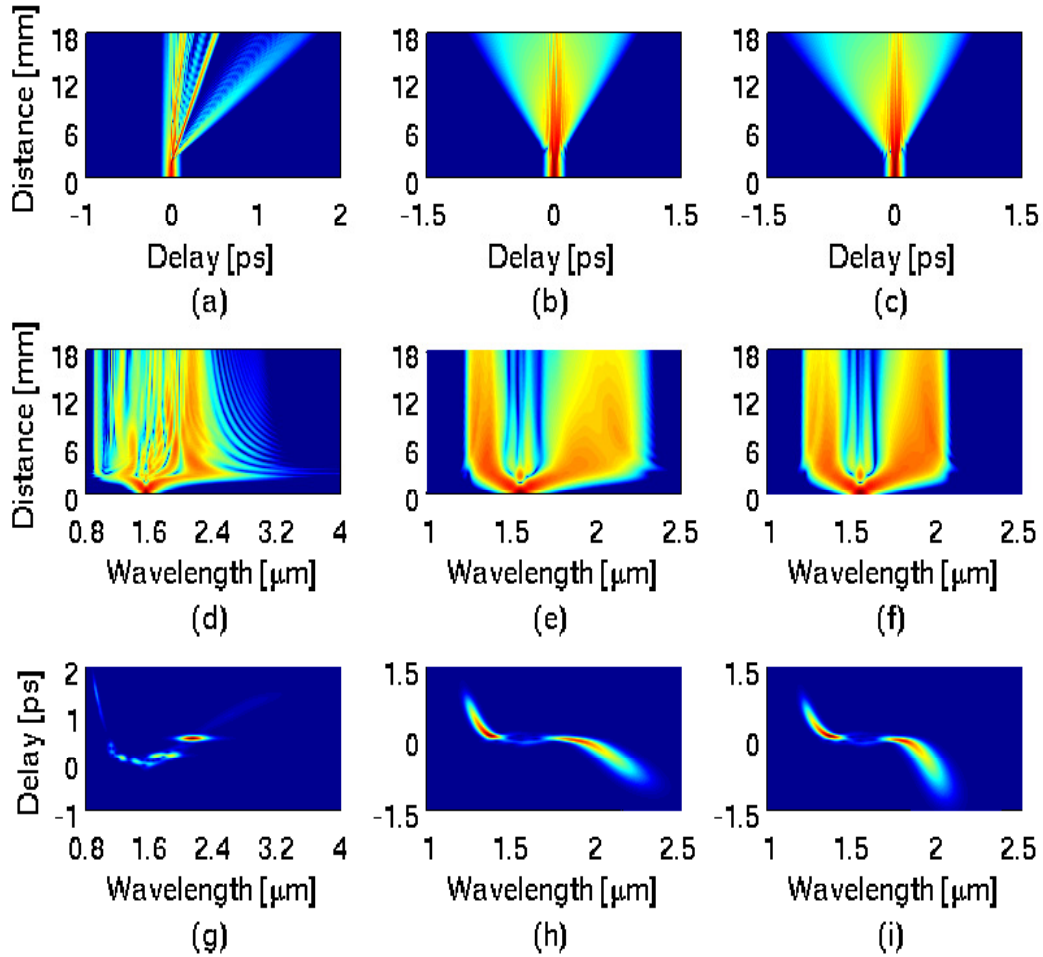 Distance [mm]
18
12
6
0
-1 0 1 2
Delay [ps]
(a)
18
12
6
0
-1.5 0 1.5
Delay [ps]
(b)
18
12
6
0
-1.5 0 1.5
Delay [ps]
(c)
Distance [mm]
18
12
6
0
0.8 1.6 2.4 3.2 4
Wavelength [μm]
(d)
18
12
6
0
1 1.5 2 2.5
Wavelength [μm]
(e)
18
12
6
0
1 1.5 2 2.5
Wavelength [μm]
(f)
Delay [ps]
2
1
0
-1
0.8 1.6 2.4 3.2 4
Wavelength [μm]
(g)
1.5
0
-1.5
1 1.5 2 2.5
Wavelength [μm]
(h)
1.5
0
-1.5
1 1.5 2 2.5
Wavelength [μm]
(i)